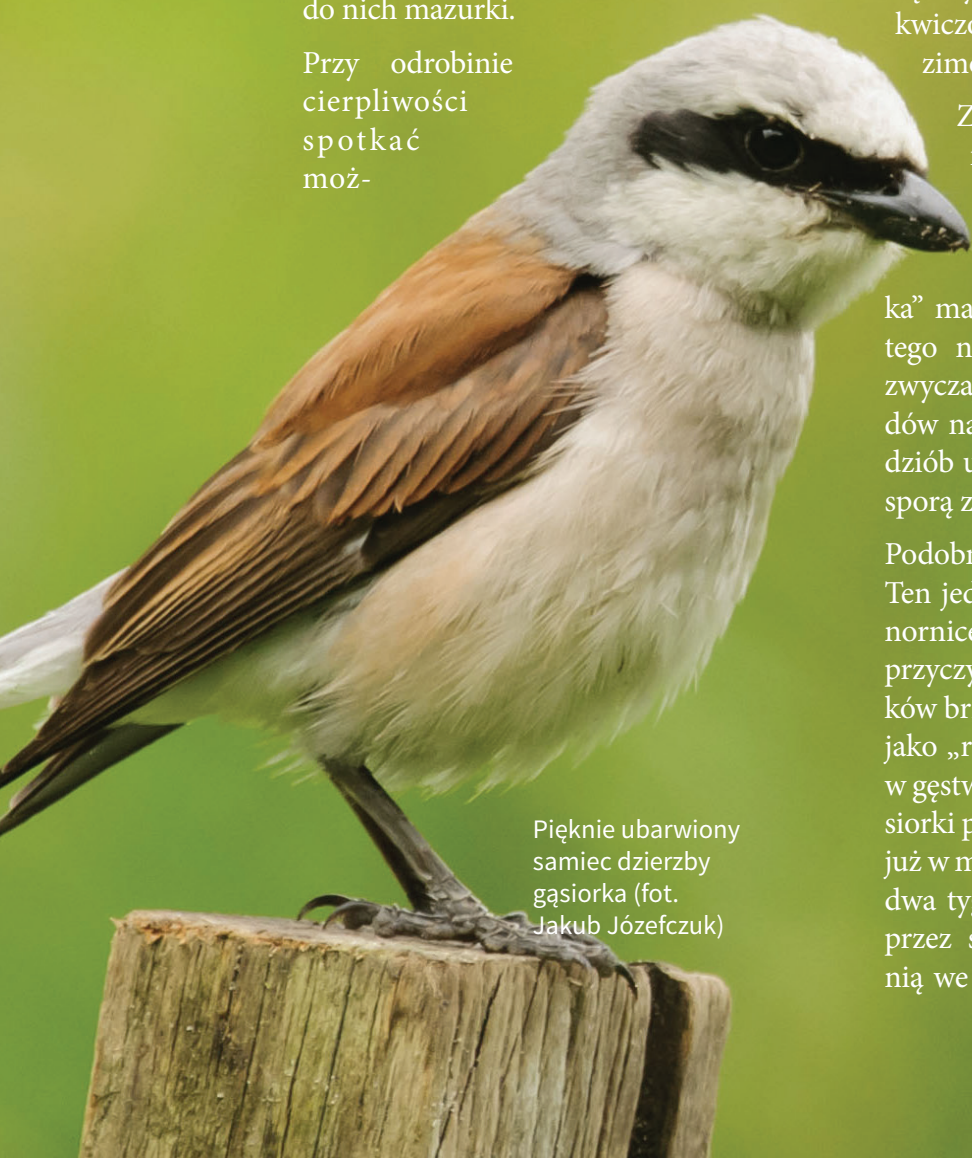 do nich mazurki.
Przy odrobinie
cierpliwości
spotkać
moż-
Pięknie ubarwiony
samiec dzierzby
gąsiorka (fot.
Jakub Józefczuk)
ka” ma
tego n
zwycza
dów na
dziób u
sporą z
Podobn
Ten jed
nornice
przyczy
ków br
jako „r
w gęstw
siorki p
już w m
dwa ty
przez s
nią we